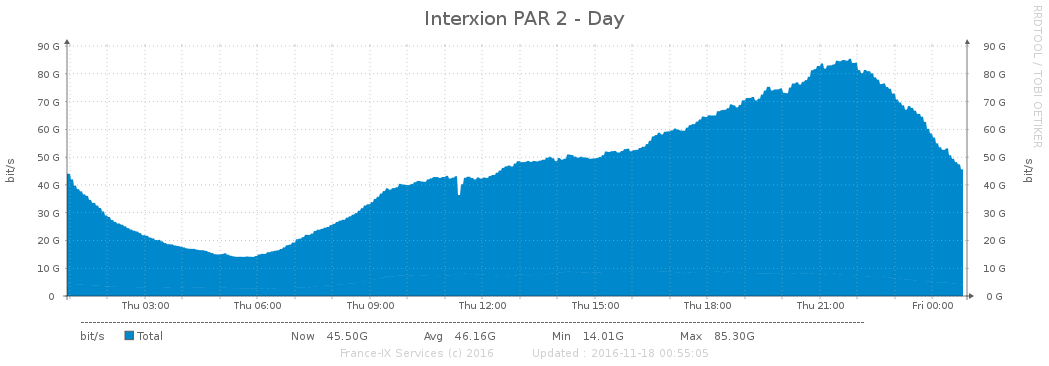 Interxion PAR 2 - Day
RRDTOOL / TOBI OETIKER
90 G 90 G
80 G 80 G
70 G 70 G
60 G 60 G
50 G 50 G
40 G 40 G
30 G 30 G
20 G 20 G
10 G 10 G
0 0 G
bit/s bit/s
Thu 03:00 Thu 06:00 Thu 09:00 Thu 12:00 Thu 15:00 Thu 18:00 Thu 21:00 Fri 00:00
bit/s Total Now 45.50G Avg 46.16G Min 14.01G Max 85.30G
France-IX Services (c) 2016 Updated : 2016-11-18 00:55:05